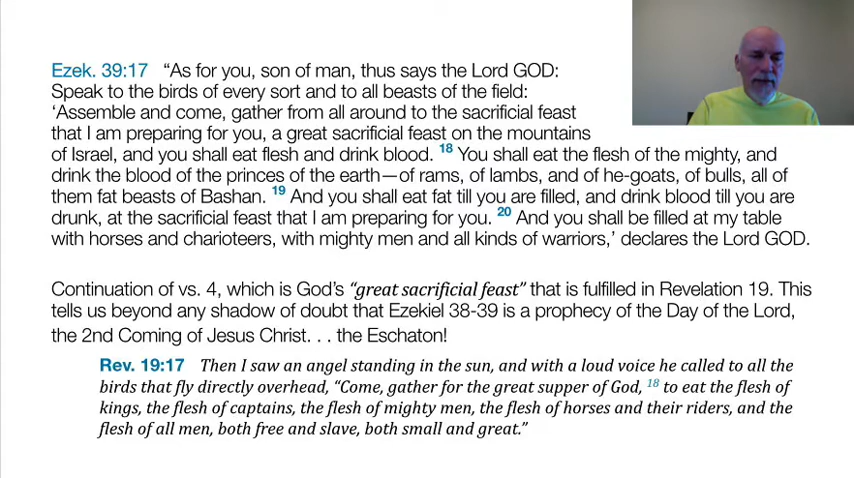 Ezek. 39:17 “As for you, son of man, thus says the Lord GOD:
Speak to the birds of every sort and to all beasts of the field:
‘Assemble and come, gather from all around to the sacrificial feast
that I am preparing for you, a great sacrificial feast on the mountains
of Israel, and you shall eat flesh and drink blood. 18 You shall eat the flesh of the mighty, and
drink the blood of the princes of the earth—of rams, of lambs, and of he-goats, of bulls, all of
them fat beasts of Bashan. 19 And you shall eat fat till you are filled, and drink blood till you are
drunk, at the sacrificial feast that I am preparing for you. 20 And you shall be filled at my table
with horses and charioteers, with mighty men and all kinds of warriors,’ declares the Lord GOD.
Continuation of vs. 4, which is God’s “great sacrificial feast” that is fulfilled in Revelation 19. This
tells us beyond any shadow of doubt that Ezekiel 38-39 is a prophecy of the Day of the Lord,
the 2nd Coming of Jesus Christ. . . the Eschaton!
Rev. 19:17 Then I saw an angel standing in the sun, and with a loud voice he called to all the
birds that fly directly overhead, “Come, gather for the great supper of God, 18 to eat the flesh of
kings, the flesh of captains, the flesh of mighty men, the flesh of horses and their riders, and the
flesh of all men, both free and slave, both small and great.”